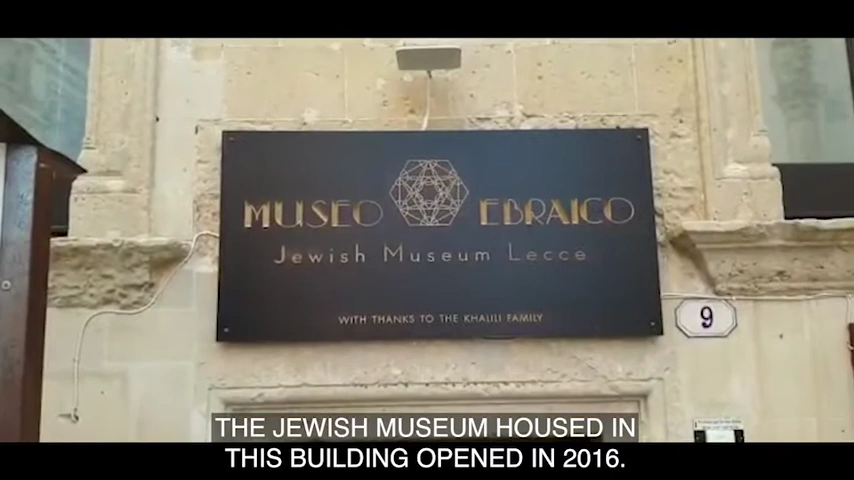 MUSEO EBRAICO
Jewish Museum Lecce
WITH THANKS TO THE KHALILI FAMILY
9
THE JEWISH MUSEUM HOUSED IN
THIS BUILDING OPENED IN 2016.